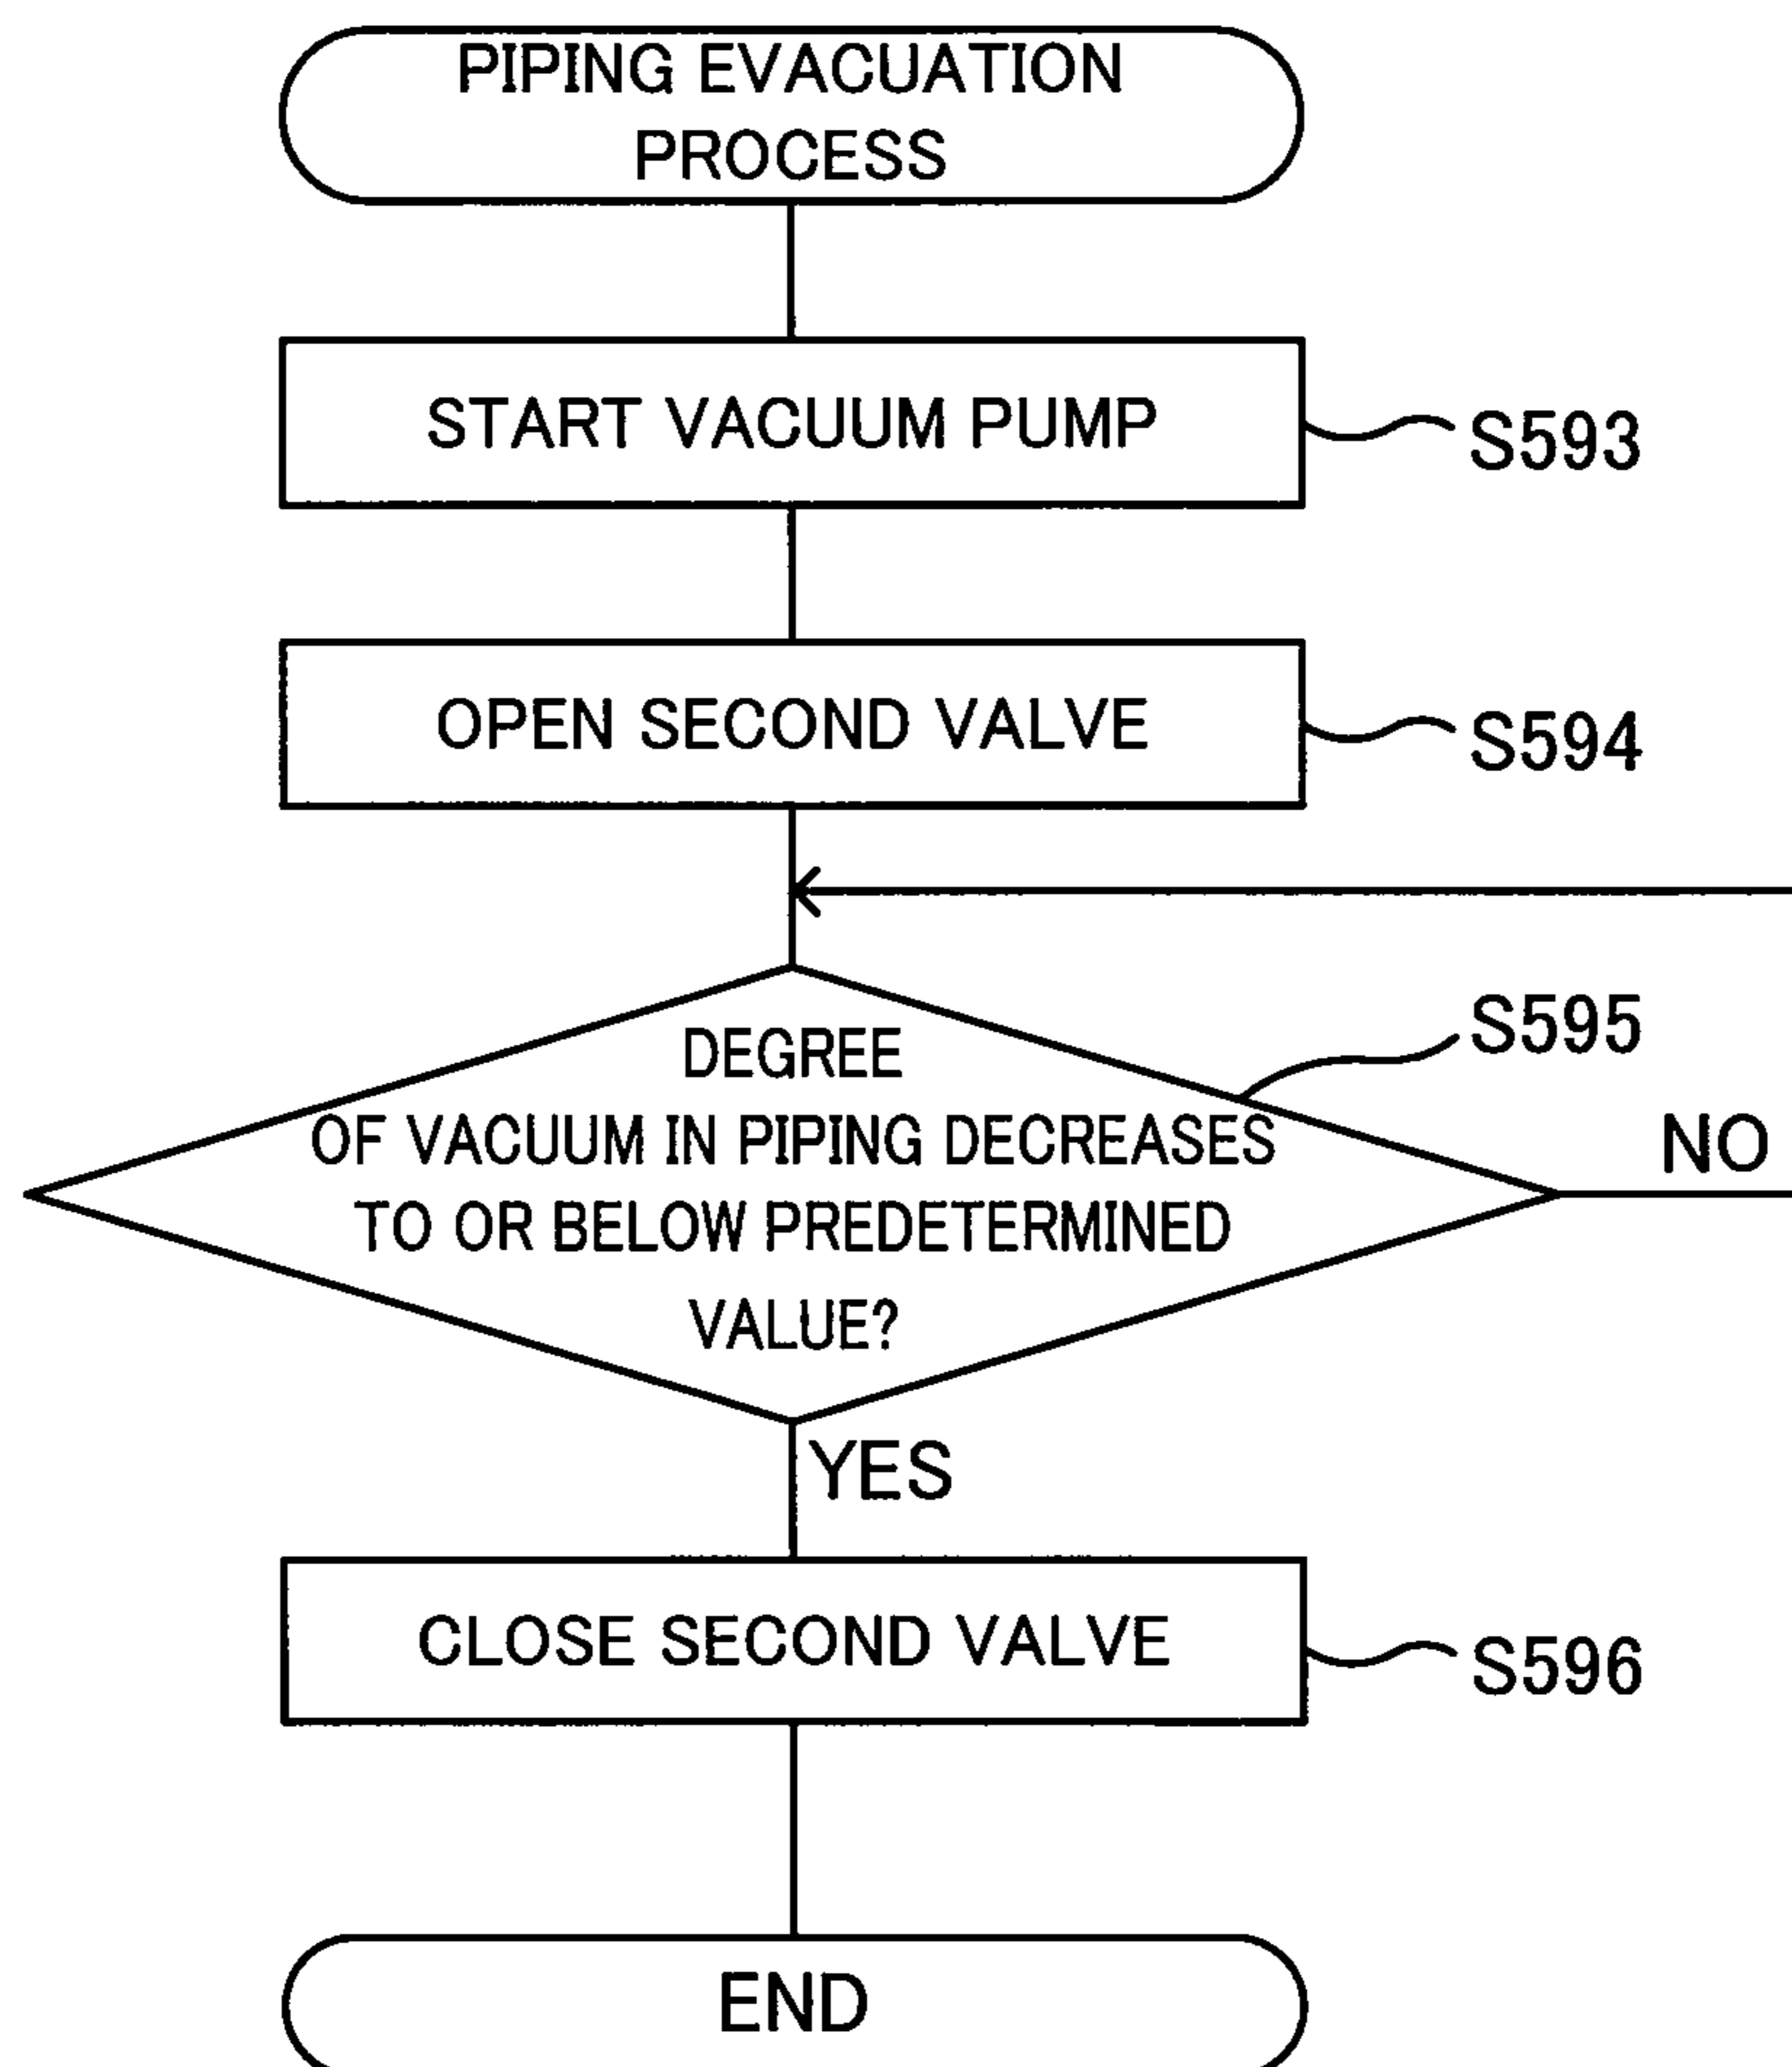 PIPING EVACUATION
PROCESS
START VACUUM PUMP
S593
OPEN SECOND VALVE
S594
S595
DEGREE
OF VACUUM IN PIPING DECREASES
TO OR BELOW PREDETERMINED
VALUE?
NO
YES
CLOSE SECOND VALVE
S596
END